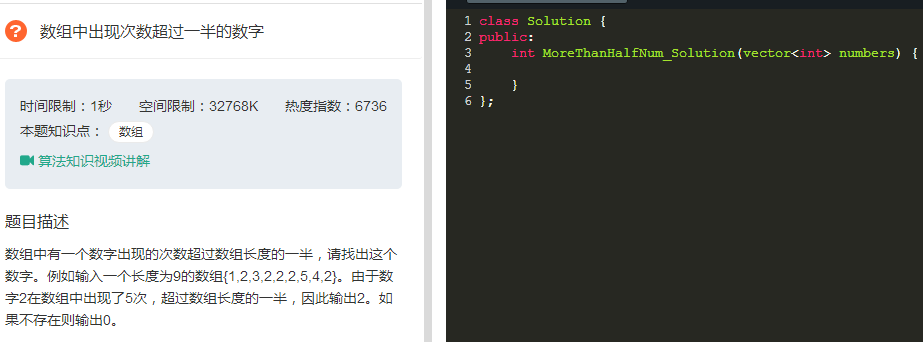 ?
数组中出现次数超过一半的数字
时间限制：1秒 空间限制：32768K 热度指数：6736
本题知识点： 数组
算法知识视频讲解
题目描述
数组中有一个数字出现的次数超过数组长度的一半，请找出这个
数字。例如输入一个长度为9的数组{1,2,3,2,2,2,5,4,2}。由于数
字2在数组中出现了5次，超过数组长度的一半，因此输出2。如
果不存在则输出0。
1 class Solution {
2 public:
3     int MoreThanHalfNum_Solution(vector<int> numbers) {
4
5     }
6 };